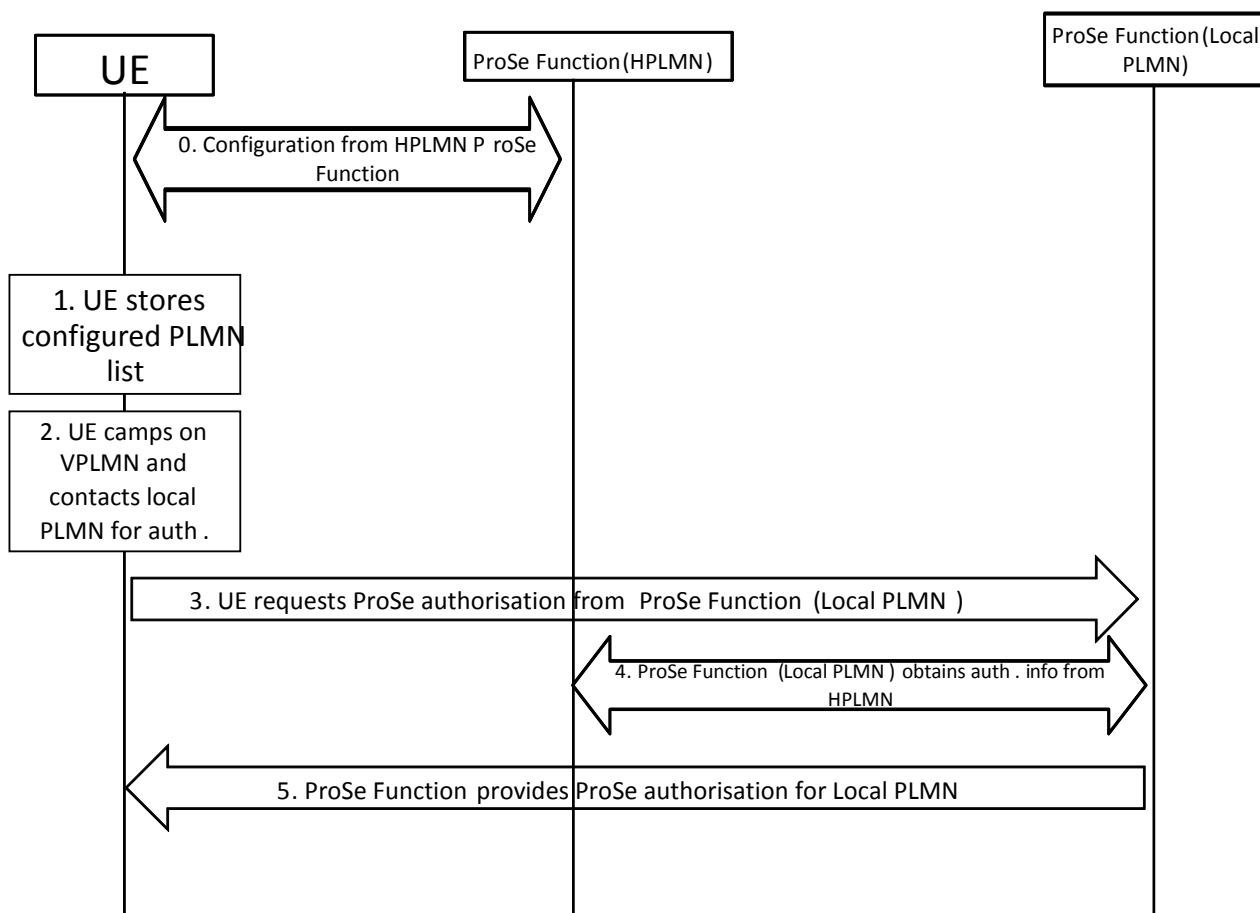 UE
ProSe Function (HPLMN)
ProSe Function (Local
PLMN)
0. Configuration from HPLMN P roSe
Function
1. UE stores
configured PLMN
list
2. UE camps on
VPLMN and
contacts local
PLMN for auth .
3. UE requests ProSe authorisation from ProSe Function (Local PLMN )
4. ProSe Function (Local PLMN ) obtains auth . info from
HPLMN
5. ProSe Function provides ProSe authorisation for Local PLMN